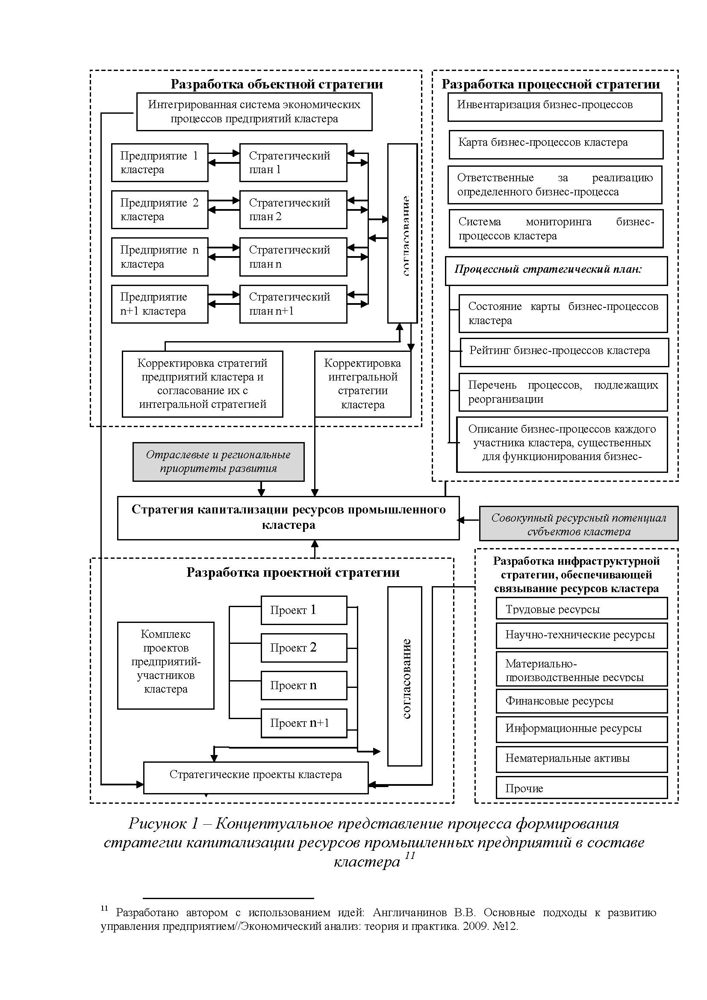 Разработка объектной стратегии
Интегрированная система экономических
процессов предприятий кластера
Предприятие 1
кластера
Стратегический
план 1
Предприятие 2
кластера
Стратегический
план 2
Предприятие n
кластера
Стратегический
план n
Предприятие
n+1 кластера
Стратегический
план n+1
согласование
Корректировка стратегий
предприятий кластера и
согласование их с
интегральной стратегией
Корректировка
интегральной
стратегии
кластера
Разработка процессной стратегии
Инвентаризация бизнес-процессов
Карта бизнес-процессов кластера
Ответственные за реализацию
определенного бизнес-процесса
Система мониторинга бизнес-
процессов кластера
Процессный стратегический план:
Состояние карты бизнес-процессов
кластера
Рейтинг бизнес-процессов кластера
Перечень процессов, подлежащих
реорганизации
Описание бизнес-процессов каждого
участника кластера, существенных
для функционирования бизнес-
Отраслевые и региональные
приоритеты развития
Стратегия капитализации ресурсов промышленного
кластера
Совокупный ресурсный потенциал
субъектов кластера
Разработка проектной стратегии
Комплекс
проектов
предприятий-
участников
кластера
Проект 1
Проект 2
Проект n
Проект n+1
согласование
Стратегические проекты кластера
Разработка инфраструктурной
стратегии, обеспечивающей
связывание ресурсов кластера
Трудовые ресурсы
Научно-технические ресурсы
Материально-
производственные ресурсы
Финансовые ресурсы
Информационные ресурсы
Нематериальные активы
Прочие
Рисунок 1 – Концептуальное представление процесса формирования
стратегии капитализации ресурсов промышленных предприятий в составе
кластера 11
11 Разработано автором с использованием идей: Англичанинов В.В. Основные подходы к развитию
управления предприятием//Экономический анализ: теория и практика. 2009. №12.